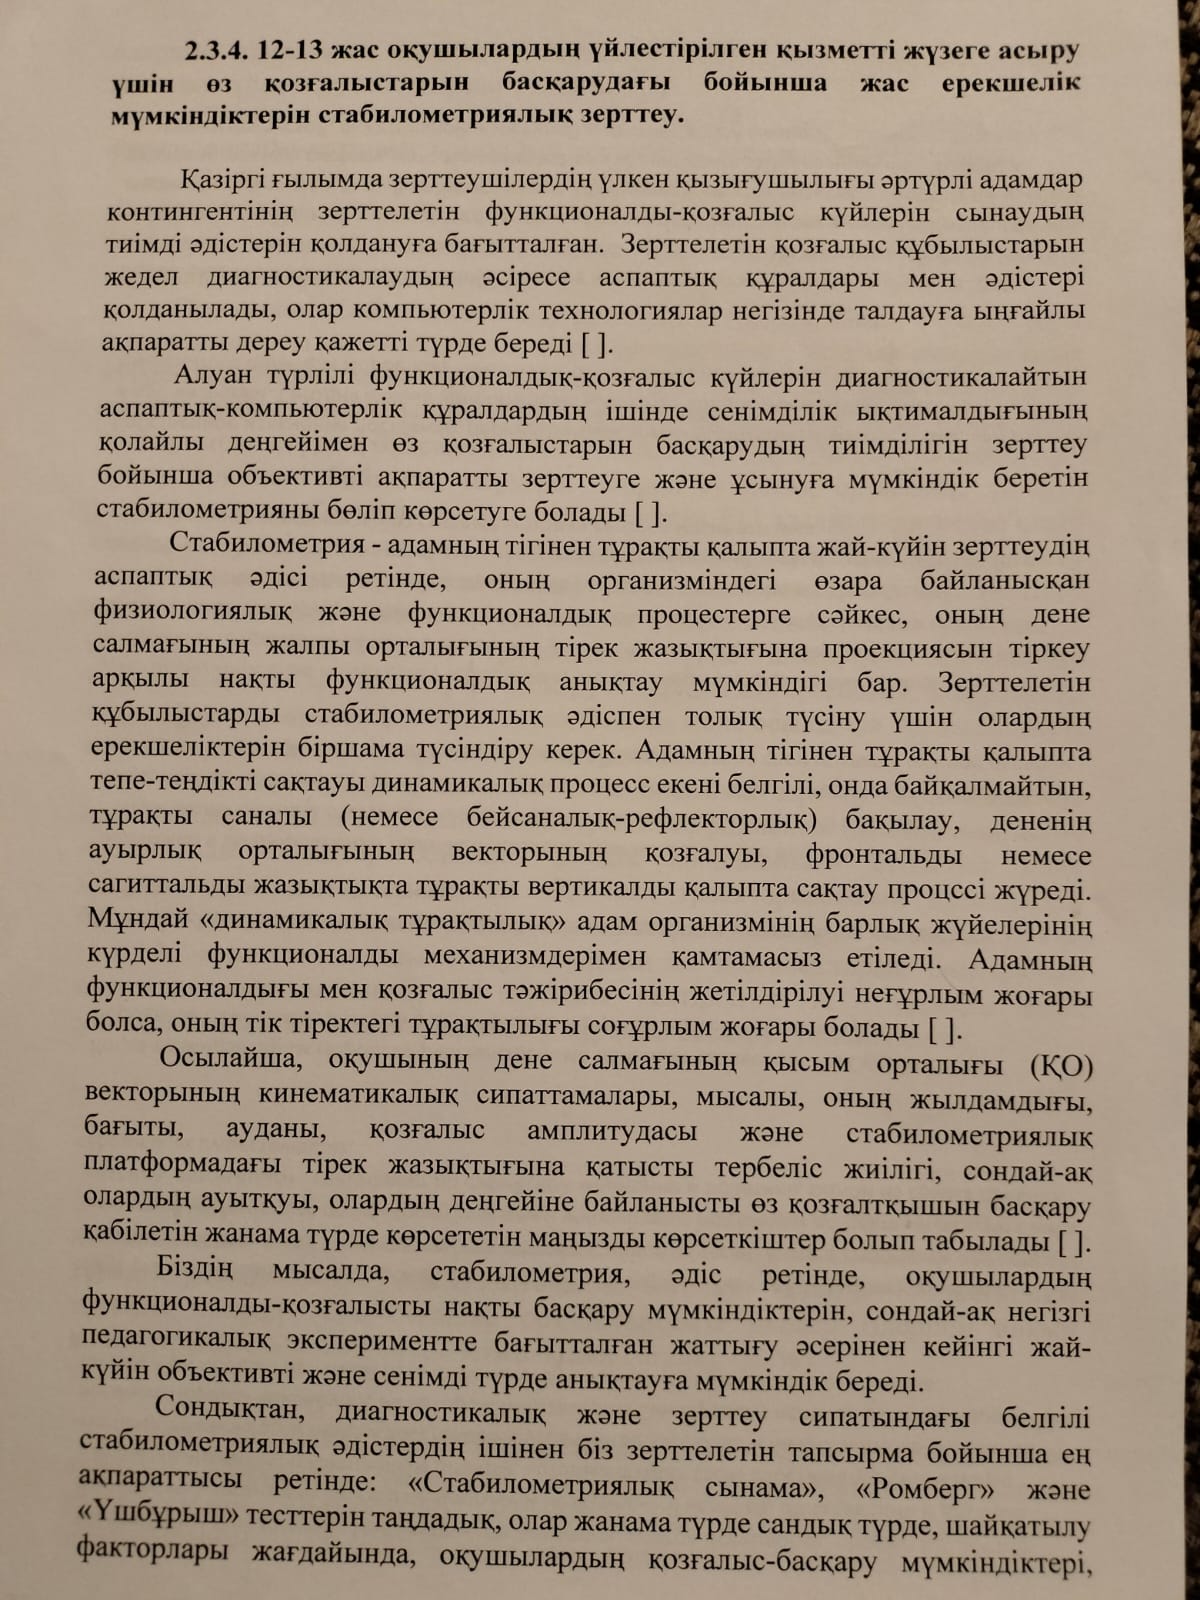 2.3.4. 12-13 жас оқушылардың үйлестірілген қызметті жүзеге асыру
үшін өз қозғалыстарын басқарудағы бойынша жас ерекшелік
мүмкіндіктерін стабилометриялық зерттеу.
Қазіргі ғылымда зерттеушілердің үлкен қызығушылығы әртүрлі адамдар
контингентінің зерттелетін функционалды-қозғалыс күйлерін сынаудың
тиімді әдістерін қолдануға бағытталған. Зерттелетін қозғалыс құбылыстарын
жедел диагностикалаудың әсіресе аспаптық құралдары мен әдістері
қолданылады, олар компьютерлік технологиялар негізінде талдауға ыңғайлы
ақпаратты дереу қажетті түрде береді [ ].
Алуан түрлілі функционалдық-қозғалыс күйлерін диагностикалайтын
аспаптық-компьютерлік құралдардың ішінде сенімділік ықтималдығының
қолайлы деңгейімен өз қозғалыстарын басқарудың тиімділігін зерттеу
бойынша объективті ақпаратты зерттеуге және ұсынуға мүмкіндік беретін
стабилометрияны бөліп көрсетуге болады [ ].
Стабилометрия - адамның тігінен тұрақты қалыпта жай-күйін зерттеудің
аспаптық әдісі ретінде, оның организміндегі өзара байланысқан
физиологиялық және функционалдық процестерге сәйкес, оның дене
салмағының жалпы орталығының тірек жазықтығына проекциясын тіркеу
арқылы нақты функционалдық анықтау мүмкіндігі бар. Зерттелетін
құбылыстарды стабилометриялық әдіспен толық түсіну үшін олардың
ерекшеліктерін біршама түсіндіру керек. Адамның тігінен тұрақты қалыпта
тепе-теңдікті сақтауы динамикалық процесс екені белгілі, онда байқалмайтын,
тұрақты саналы (немесе бейсаналық-рефлекторлық) бақылау, дененің
ауырлық орталығының векторының қозғалуы, фронтальды немесе
сагиттальды жазықтықта тұрақты вертикалды қалыпта сақтау процссі жүреді.
Мұндай «динамикалық тұрақтылық» адам организмінің барлық жүйелерінің
күрделі функционалды механизмдерімен қамтамасыз етіледі. Адамның
функционалдығы мен қозғалыс тәжірибесінің жетілдірілуі неғұрлым жоғары
болса, оның тік тіректегі тұрақтылығы соғұрлым жоғары болады [ ].
Осылайша, оқушының дене салмағының қысым орталығы (ҚО)
векторының кинематикалық сипаттамалары, мысалы, оның жылдамдығы,
бағыты, ауданы, қозғалыс амплитудасы және стабилометриялық
платформадағы тірек жазықтығына қатысты тербеліс жиілігі, сондай-ақ
олардың ауытқуы, олардың деңгейіне байланысты өз қозғалтқышын басқару
қабілетін жанама түрде көрсететін маңызды көрсеткіштер болып табылады [ ].
Біздің мысалда, стабилометрия, әдіс ретінде, оқушылардың
функционалды-қозғалысты нақты басқару мүмкіндіктерін, сондай-ақ негізгі
педагогикалық экспериментте бағытталған жаттығу әсерінен кейінгі жай-
күйін объективті және сенімді түрде анықтауға мүмкіндік береді.
Сондықтан, диагностикалық және зерттеу сипатындағы белгілі
стабилометриялық әдістердің ішінен біз зерттелетін тапсырма бойынша ең
ақпараттысы ретінде: «Стабилометриялық сынама», «Ромберг» және
«Үшбұрыш» тесттерін таңдадық, олар жанама түрде сандық түрде, шайқатылу
факторлары жағдайында, оқушылардың қозғалыс-басқару мүмкіндіктері,